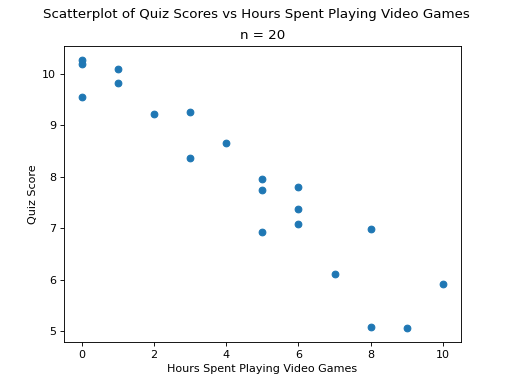 Scatterplot of Quiz Scores vs Hours Spent Playing Video Games
n = 20
10
9
8
7
6
5
Quiz Score
0 2 4 6 8 10
Hours Spent Playing Video Games